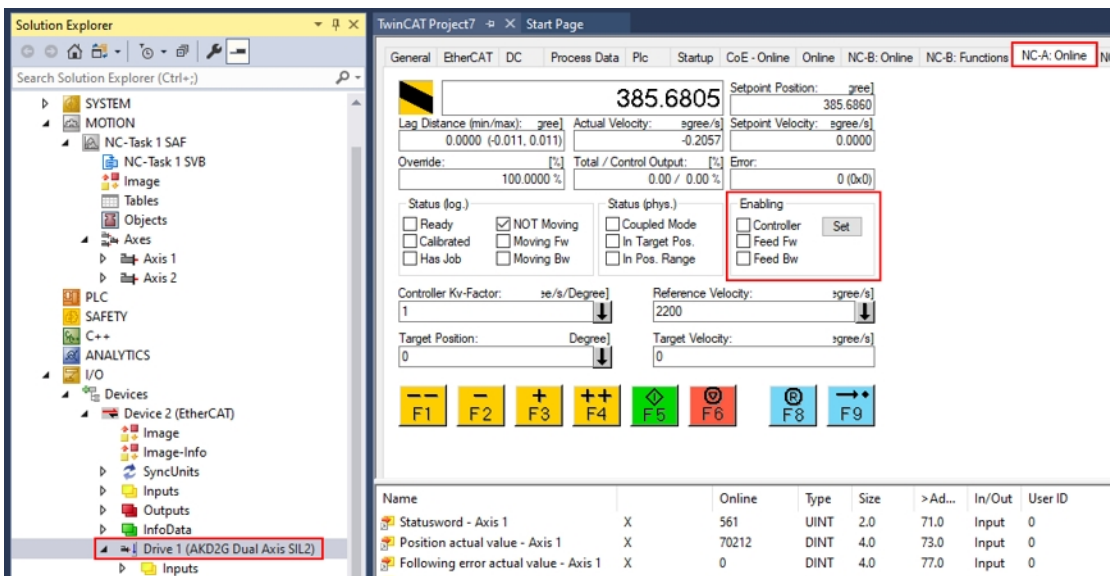 Solution Explorer
Search Solution Explorer (Ctrl+;)
SYSTEM
MOTION
NC-Task 1 SAF
NC-Task 1 SVB
Image
Tables
Objects
Axes
Axis 1
Axis 2
PLC
SAFETY
C++
ANALYTICS
I/O
Devices
Device 2 (EtherCAT)
Image
Image-Info
SyncUnits
Inputs
Outputs
InfoData
Drive 1 (AKD2G Dual Axis SIL2)
Inputs
TwinCAT Project7 Start Page
General EtherCAT DC Process Data Plc Startup CoE - Online Online NC-B: Online NC-B: Functions NC-A: Online NC
385.6805
Setpoint Position: gree]
385.6860
Lag Distance (min/max): gree] Actual Velocity: egree/s] Setpoint Velocity: egree/s]
0.0000 (-0.011, 0.011) -0.2057 0.0000
Override: [%] Total / Control Output: [%] Error:
100.0000 % 0.00 / 0.00 % 0 (0x0)
Status (log.) Status (phys.) Enabling
Ready NOT Moving Coupled Mode Controller Set
Calibrated Moving Fw In Target Pos. Feed Fw
Has Job Moving Bw In Pos. Range Feed Bw
Controller Kv-Factor: ee/s/Degree] Reference Velocity: egree/s]
1 2200
Target Position: Degree] Target Velocity: egree/s]
0 0
-- - + ++ R
F1 F2 F3 F4 F5 F6 F8 F9
Name Online Type Size >Ad... In/Out User ID
Statusword - Axis 1 X 561 UINT 2.0 71.0 Input 0
Position actual value - Axis 1 X 70212 DINT 4.0 73.0 Input 0
Following error actual value - Axis 1 X 0 DINT 4.0 77.0 Input 0